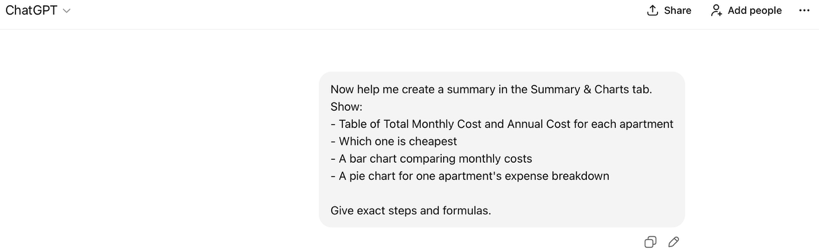 ChatGPT
Share
Add people
Now help me create a summary in the Summary & Charts tab.
Show:
- Table of Total Monthly Cost and Annual Cost for each apartment
- Which one is cheapest
- A bar chart comparing monthly costs
- A pie chart for one apartment's expense breakdown
Give exact steps and formulas.